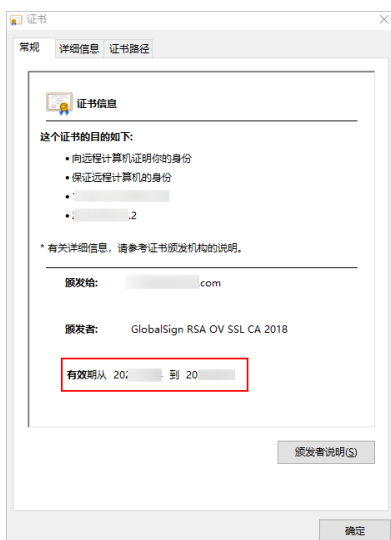 证书
常规 详细信息 证书路径
证书信息
这个证书的目的如下:
• 向远程计算机证明你的身份
• 保证远程计算机的身份
•
• .2
* 有关详细信息，请参考证书颁发机构的说明。
颁发给: .com
颁发者: GlobalSign RSA OV SSL CA 2018
有效期从 202 到 20
颁发者说明(S)
确定